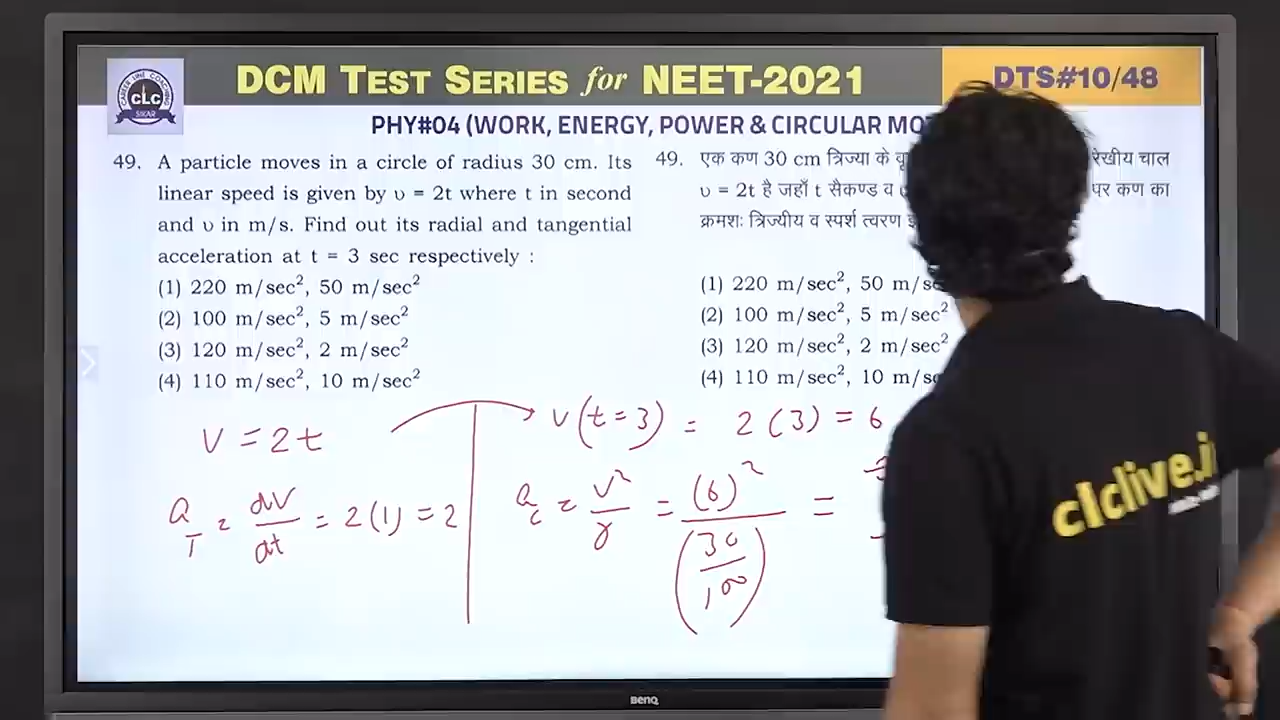 DCM TEST SERIES for NEET-2021
DTS#10/48
CAREER LINE COACHING
CLC
SIKAR
PHY#04 (WORK, ENERGY, POWER & CIRCULAR
49. A particle moves in a circle of radius 30 cm. Its
linear speed is given by υ = 2t where t in second
and υ in m/s. Find out its radial and tangential
acceleration at t = 3 sec respectively :
(1) 220 m/sec², 50 m/sec²
(2) 100 m/sec², 5 m/sec²
(3) 120 m/sec², 2 m/sec²
(4) 110 m/sec², 10 m/sec²
49. एक कण 30 cm त्रिज्या के रेखीय चाल
υ = 2t है जहाँ t सैकण्ड व पर कण का
क्रमशः त्रिज्यीय व स्पर्श त्वरण
(1) 220 m/sec², 50
(2) 100 m/sec², 5 m/sec²
(3) 120 m/sec², 2 m/sec²
(4) 110 m/sec², 10
V = 2t
a_T = dV/dt = 2(1) = 2
v(t=3) = 2(3) = 6
a_c = v²/r = (6)²/(30/100) =
clclive.i
BenQ